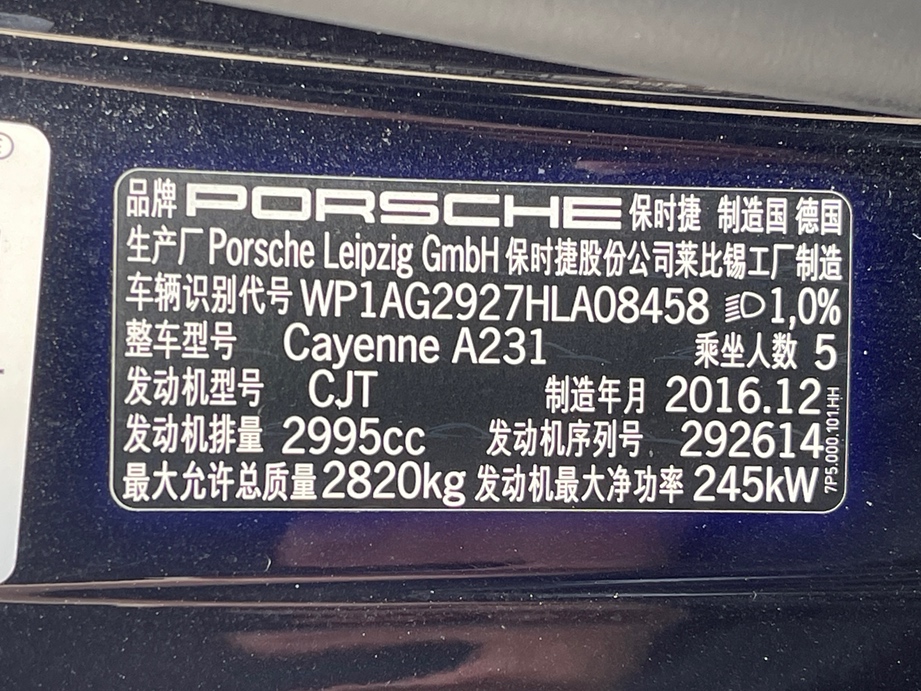 品牌 PORSCHE 保时捷 制造国 德国
生产厂 Porsche Leipzig GmbH 保时捷股份公司莱比锡工厂制造
车辆识别代号 WP1AG2927HLA08458 1,0%
整车型号 Cayenne A231 乘坐人数 5
发动机型号 CJT 制造年月 2016.12
发动机排量 2995cc 发动机序列号 292614
最大允许总质量 2820kg 发动机最大净功率 245kW
7P5.000.101.HH